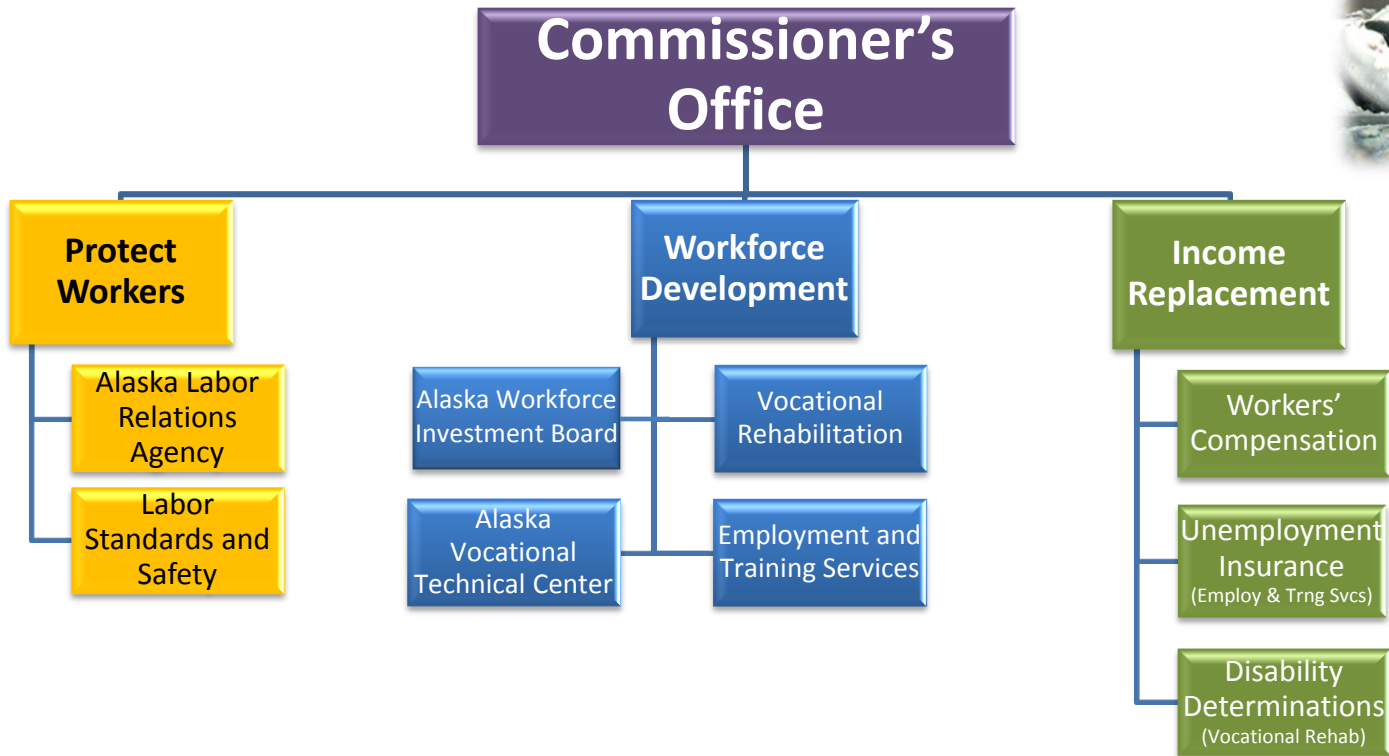 Commissioner’s
Office
Protect
Workers
Workforce
Development
Income
Replacement
Alaska Labor
Relations
Agency
Labor
Standards and
Safety
Alaska Workforce
Investment Board
Vocational
Rehabilitation
Alaska
Vocational
Technical Center
Employment and
Training Services
Workers’
Compensation
Unemployment
Insurance
(Employ & Trng Svcs)
Disability
Determinations
(Vocational Rehab)